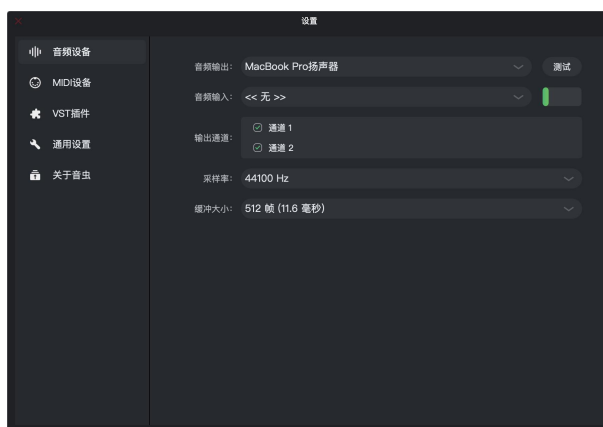 设置
音频设备
MIDI设备
VST插件
通用设置
关于音虫
音频输出: MacBook Pro扬声器 测试
音频输入: << 无 >>
输出通道: 通道 1
通道 2
采样率: 44100 Hz
缓冲大小: 512 帧 (11.6 毫秒)